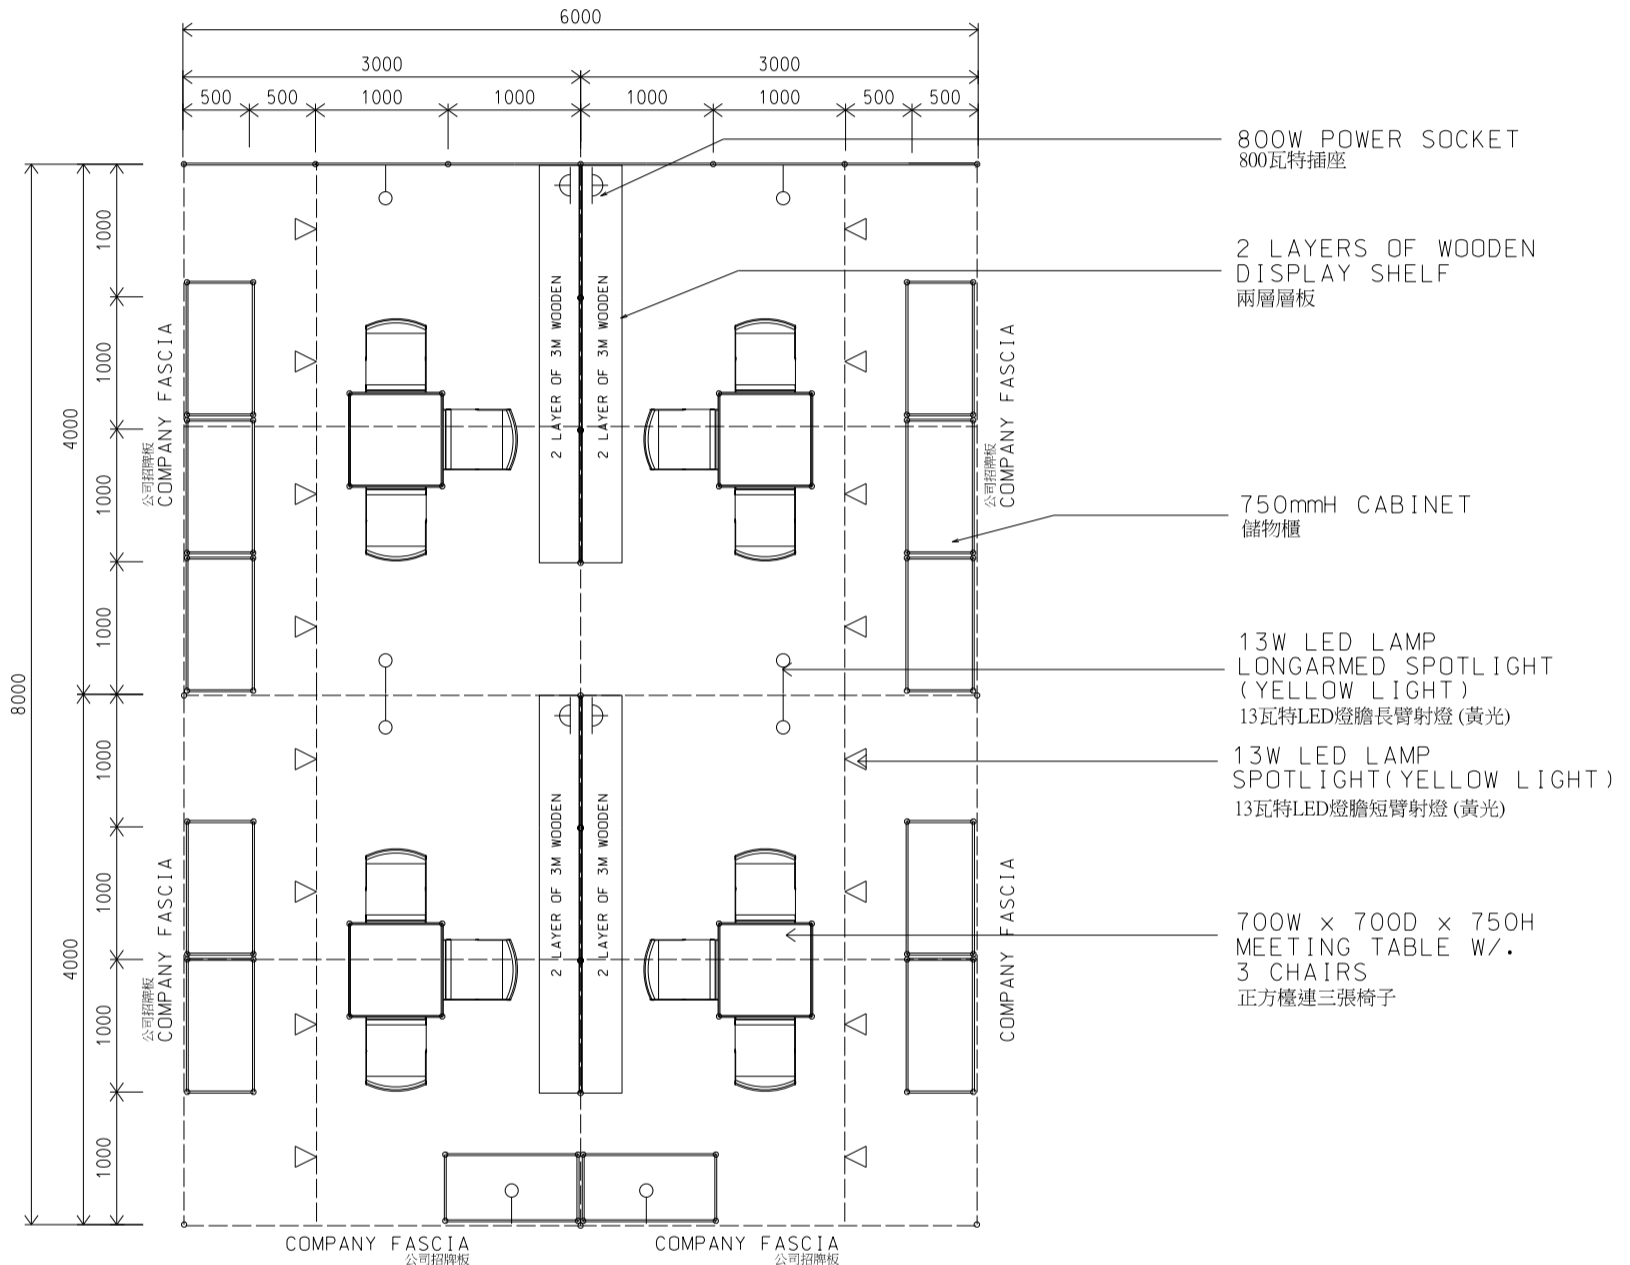 6000
3000
3000
500
500
1000
1000
1000
1000
500
500
8000
4000
4000
1000
1000
1000
1000
1000
1000
1000
1000
800W POWER SOCKET
800瓦特插座
2 LAYERS OF WOODEN
DISPLAY SHELF
兩層層板
750mmH CABINET
儲物櫃
13W LED LAMP
LONGARMED SPOTLIGHT
(YELLOW LIGHT)
13瓦特LED燈膽長臂射燈 (黃光)
13W LED LAMP
SPOTLIGHT(YELLOW LIGHT)
13瓦特LED燈膽短臂射燈 (黃光)
700W x 700D x 750H
MEETING TABLE W/.
3 CHAIRS
正方檯連三張椅子
COMPANY FASCIA
公司招牌板
2 LAYER OF 3M WOODEN
2 LAYER OF 3M WOODEN
COMPANY FASCIA
公司招牌板
COMPANY FASCIA
公司招牌板
2 LAYER OF 3M WOODEN
2 LAYER OF 3M WOODEN
COMPANY FASCIA
COMPANY FASCIA
公司招牌板
COMPANY FASCIA
公司招牌板